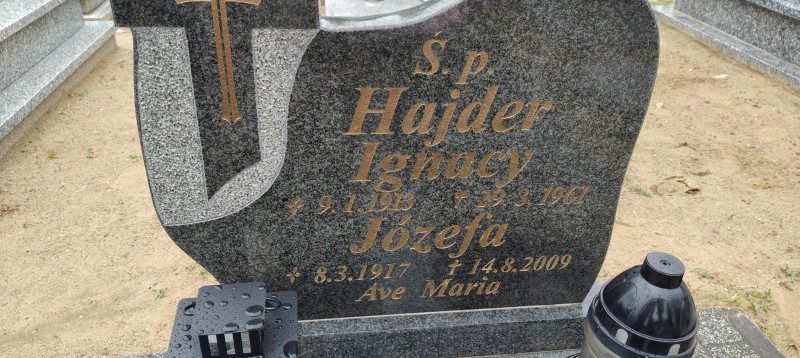 Ś. p.
Hajder
Ignacy
✢ 9.1.1913 ✝ 29.3.1961
Józefa
✢ 8.3.1917 ✝ 14.8.2009
Ave Maria